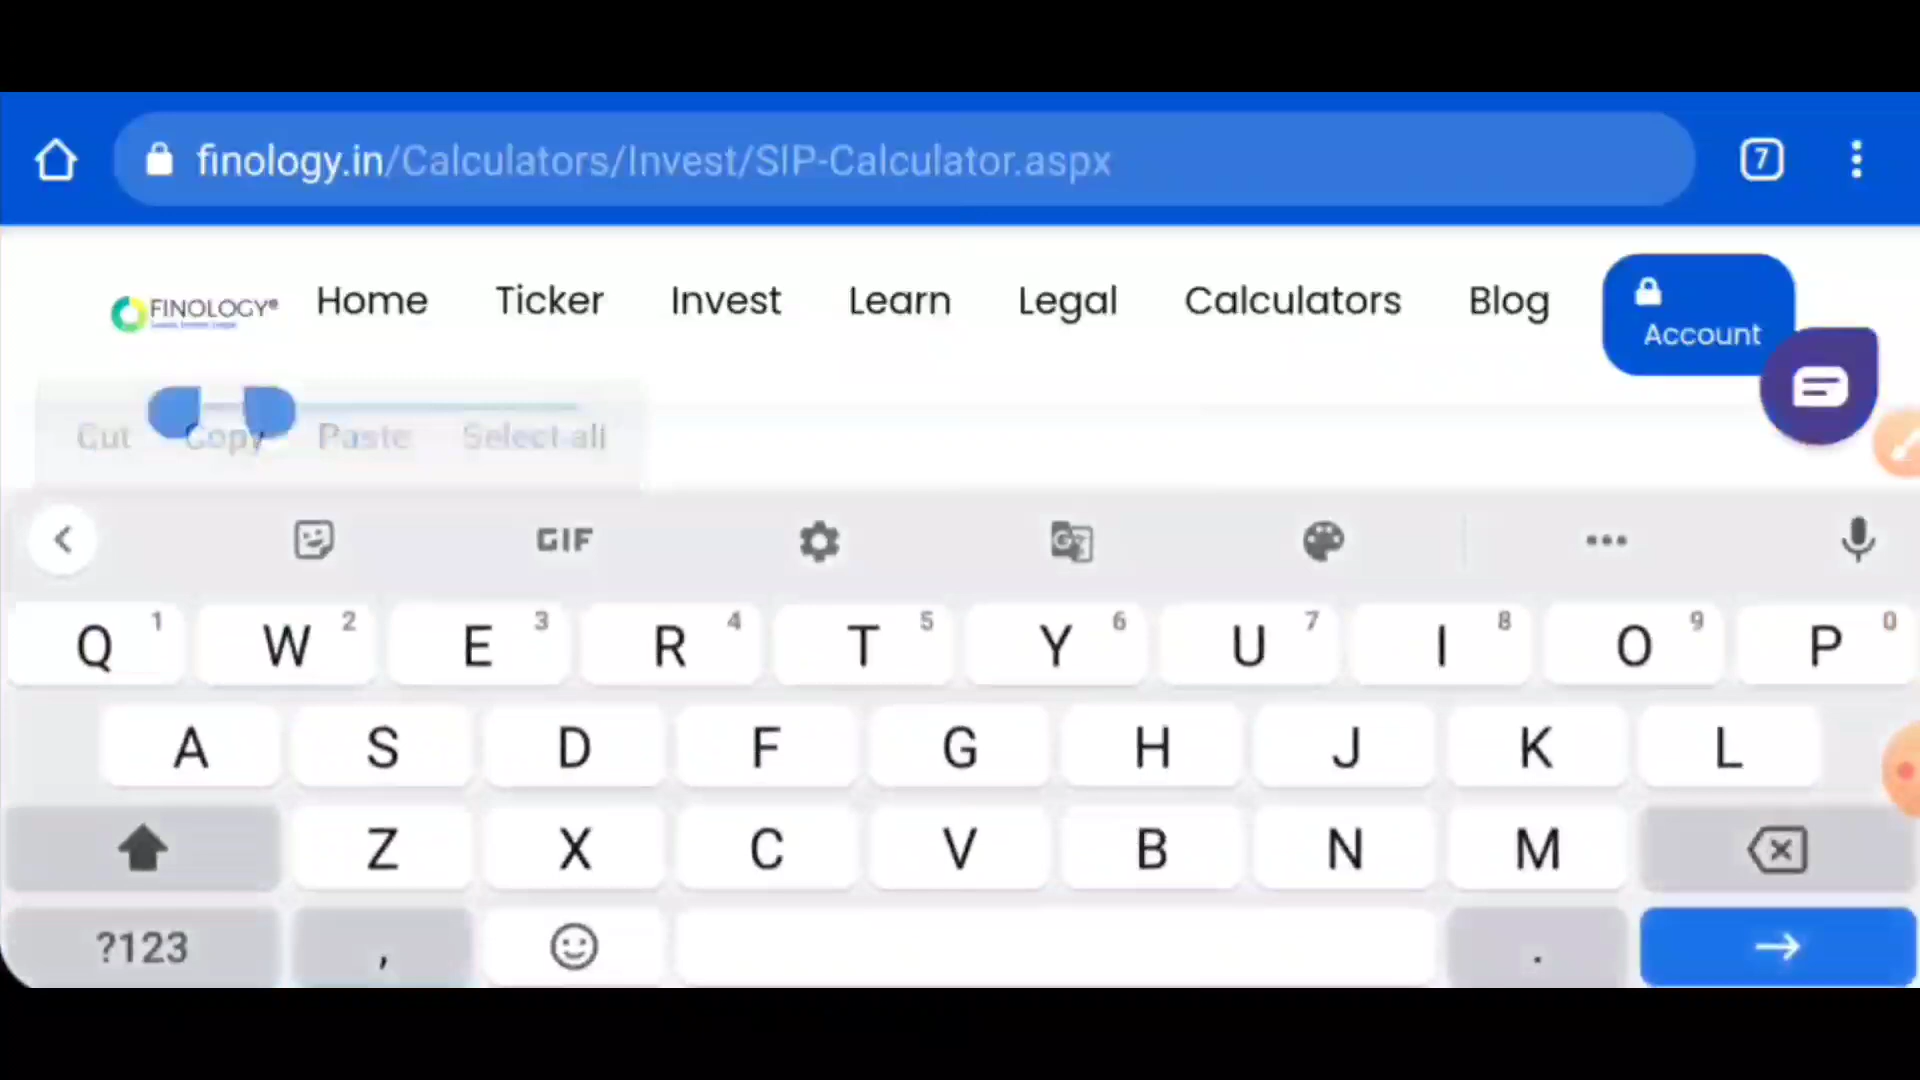 finology.in/Calculators/Invest/SIP-Calculator.aspx
7
FINOLOGY®
Home Ticker Invest Learn Legal Calculators Blog
Account
Cut Copy Paste Select all
GIF
Q 1 W 2 E 3 R 4 T 5 Y 6 U 7 I 8 O 9 P 0
A S D F G H J K L
Z X C V B N M
?123 , .